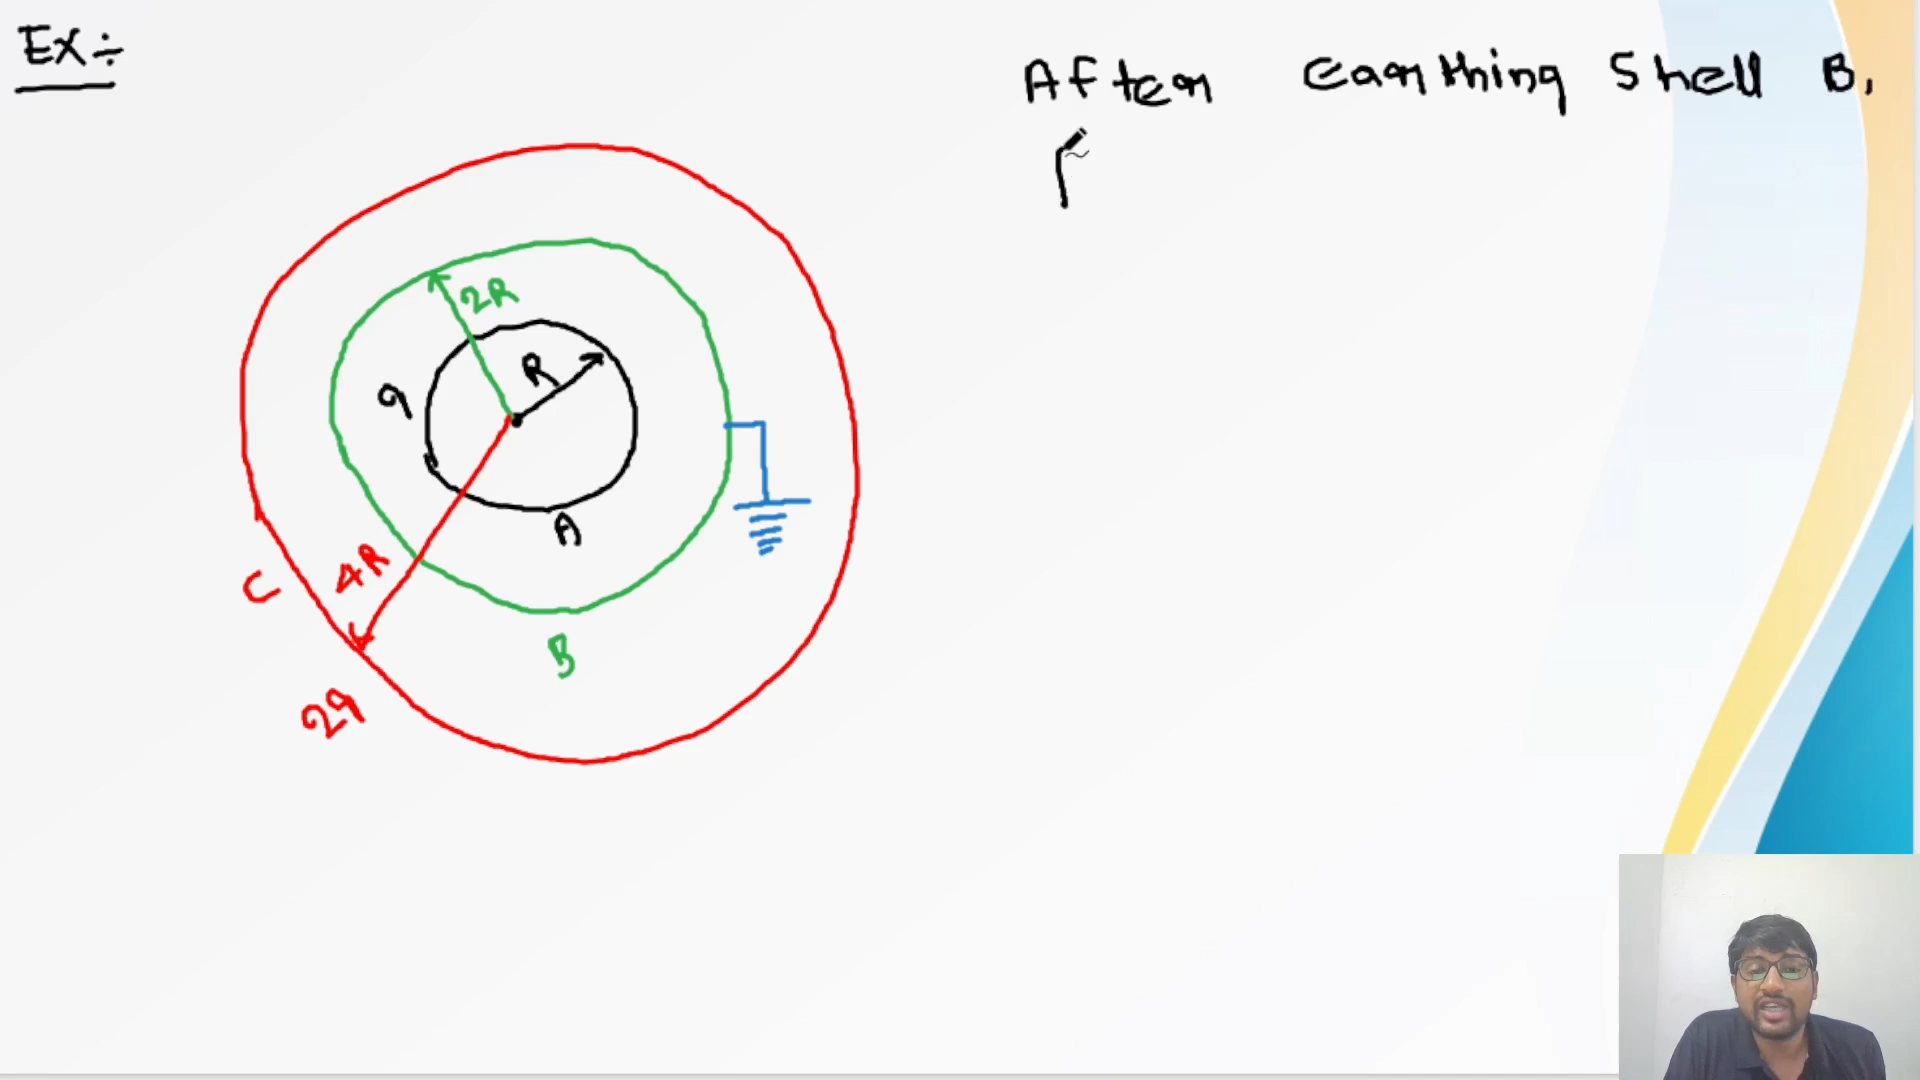 Ex ÷
After earthing Shell B,
2R
R
q
A
4R
C
B
2q